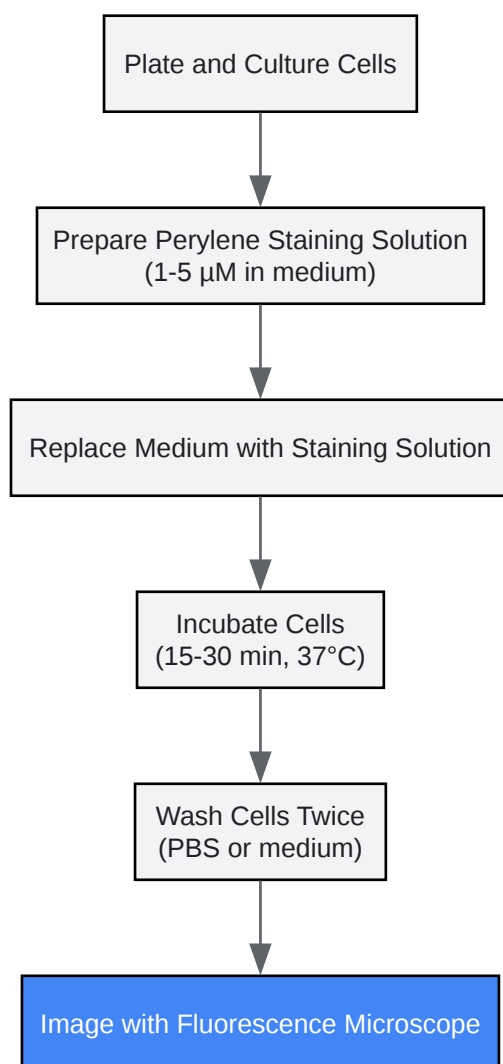 Plate and Culture Cells
Prepare Perylene Staining Solution
(1-5 µM in medium)
Replace Medium with Staining Solution
Incubate Cells
(15-30 min, 37°C)
Wash Cells Twice
(PBS or medium)
Image with Fluorescence Microscope